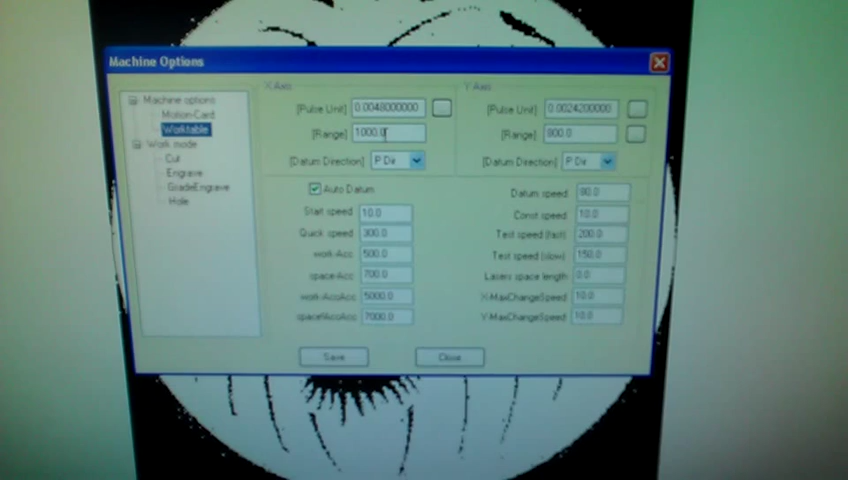 Machine Options
Machine options
Motion-Card
Worktable
Work mode
Cut
Engrave
GradeEngrave
Hole
X Axis
[Pulse Unit] 0.0048000000
[Range] 1000.0
[Datum Direction] P Dir
Y Axis
[Pulse Unit] 0.0024200000
[Range] 800.0
[Datum Direction] P Dir
Auto Datum
Start speed 10.0
Quick speed 300.0
work-Acc 500.0
space-Acc 700.0
work-AccAcc 5000.0
space-AccAcc 7000.0
Datum speed 80.0
Const speed 10.0
Test speed (fast) 200.0
Test speed (slow) 150.0
Lasers space length 0.0
X-MaxChangeSpeed 10.0
Y-MaxChangeSpeed 10.0
Save
Close